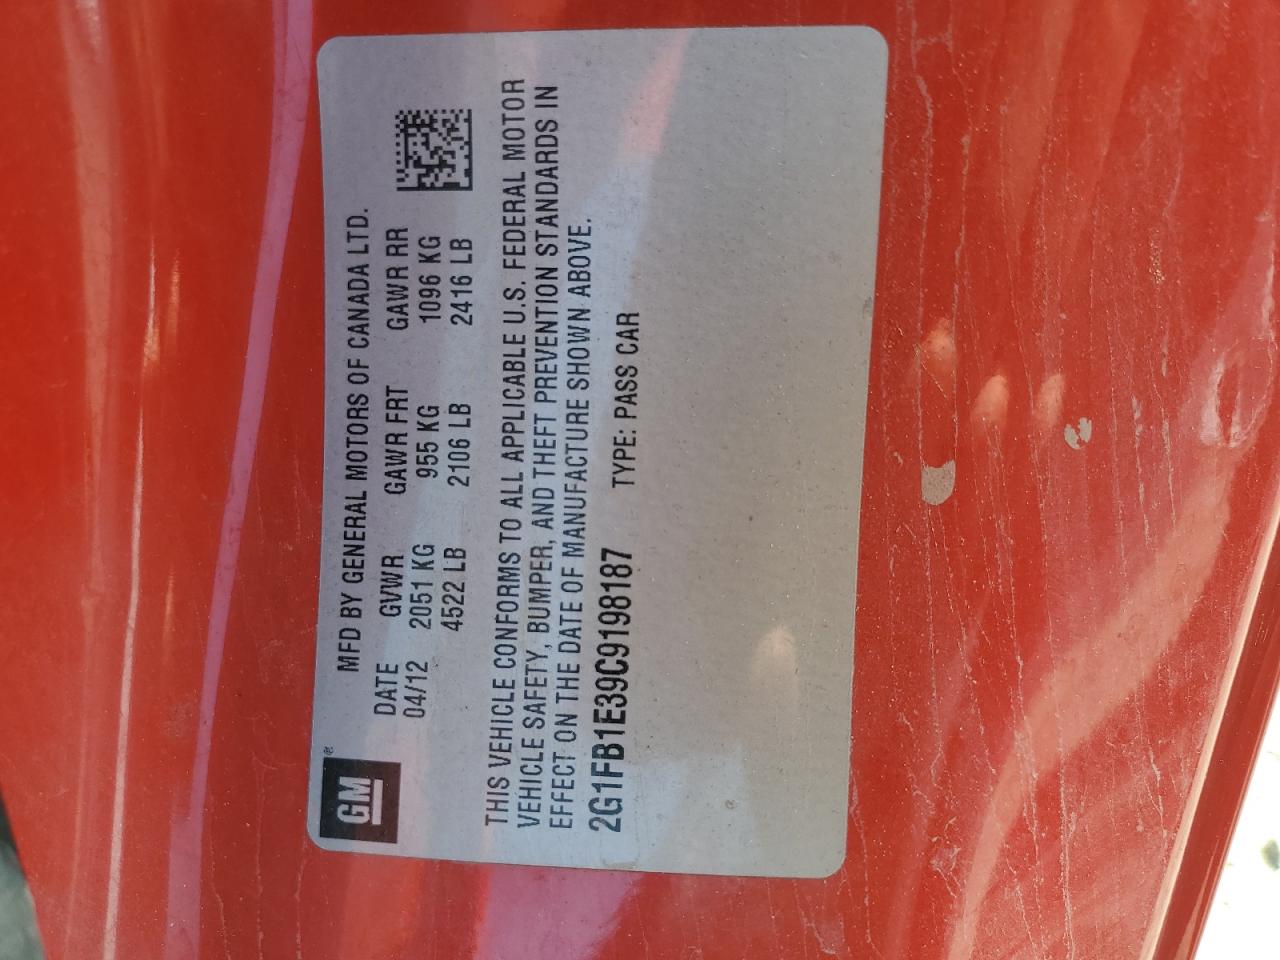 GM®
MFD BY GENERAL MOTORS OF CANADA LTD.
DATE GVWR GAWR FRT GAWR RR
04/12 2051 KG 955 KG 1096 KG
4522 LB 2106 LB 2416 LB
THIS VEHICLE CONFORMS TO ALL APPLICABLE U.S. FEDERAL MOTOR
VEHICLE SAFETY, BUMPER, AND THEFT PREVENTION STANDARDS IN
EFFECT ON THE DATE OF MANUFACTURE SHOWN ABOVE.
2G1FB1E39C9198187 TYPE: PASS CAR